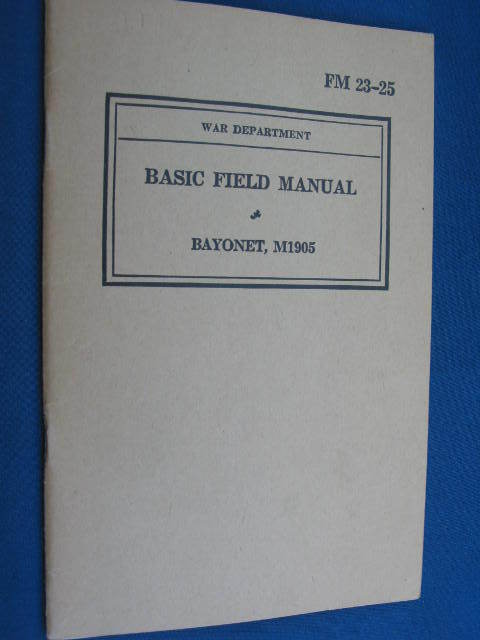 FM 23-25
WAR DEPARTMENT
BASIC FIELD MANUAL
BAYONET, M1905